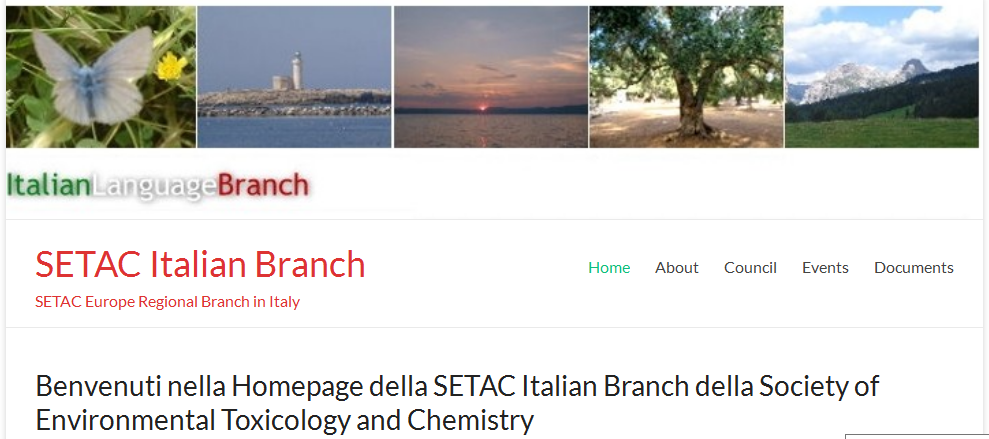 ItalianLanguageBranch
SETAC Italian Branch
SETAC Europe Regional Branch in Italy
Home About Council Events Documents
Benvenuti nella Homepage della SETAC Italian Branch della Society of
Environmental Toxicology and Chemistry